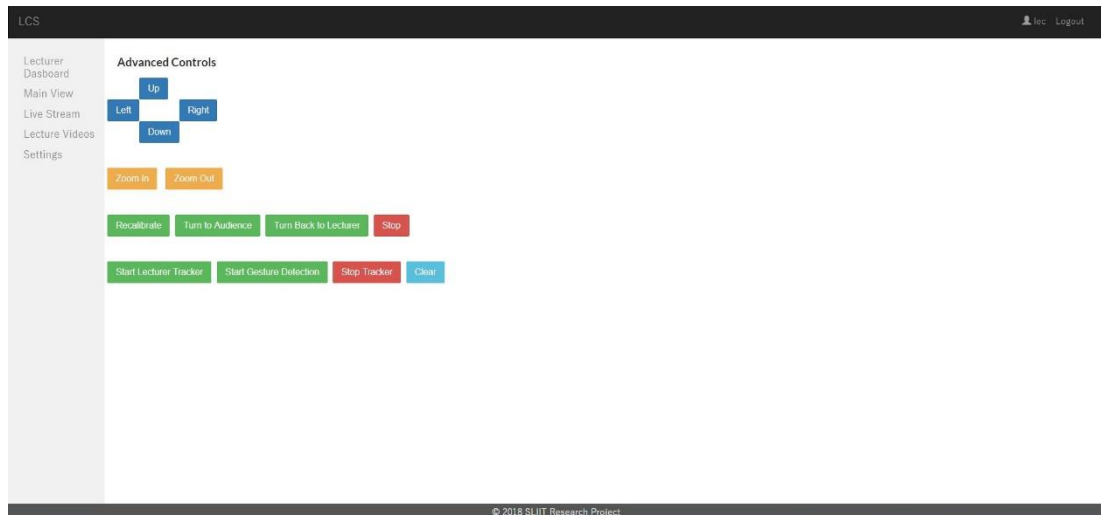 LCS
lec Logout
Lecturer
Dasboard
Main View
Live Stream
Lecture Videos
Settings
Advanced Controls
Up
Left Right
Down
Zoom In Zoom Out
Recalibrate Turn to Audience Turn Back to Lecturer Stop
Start Lecturer Tracker Start Gesture Detection Stop Tracker Clear
© 2018 SLIIT Research Project